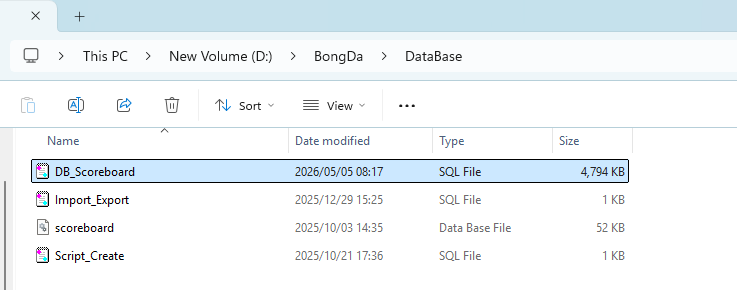 This PC > New Volume (D:) > BongDa > DataBase
Sort View
Name Date modified Type Size
DB_Scoreboard 2026/05/05 08:17 SQL File 4,794 KB
Import_Export 2025/12/29 15:25 SQL File 1 KB
scoreboard 2025/10/03 14:35 Data Base File 52 KB
Script_Create 2025/10/21 17:36 SQL File 1 KB